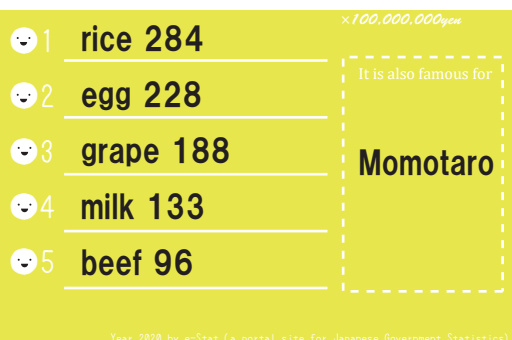 ×100,000,000yen
1 rice 284
2 egg 228
3 grape 188
4 milk 133
5 beef 96
It is also famous for
Momotaro
Year 2020 by e-Stat (a portal site for Japanese Government Statistics)